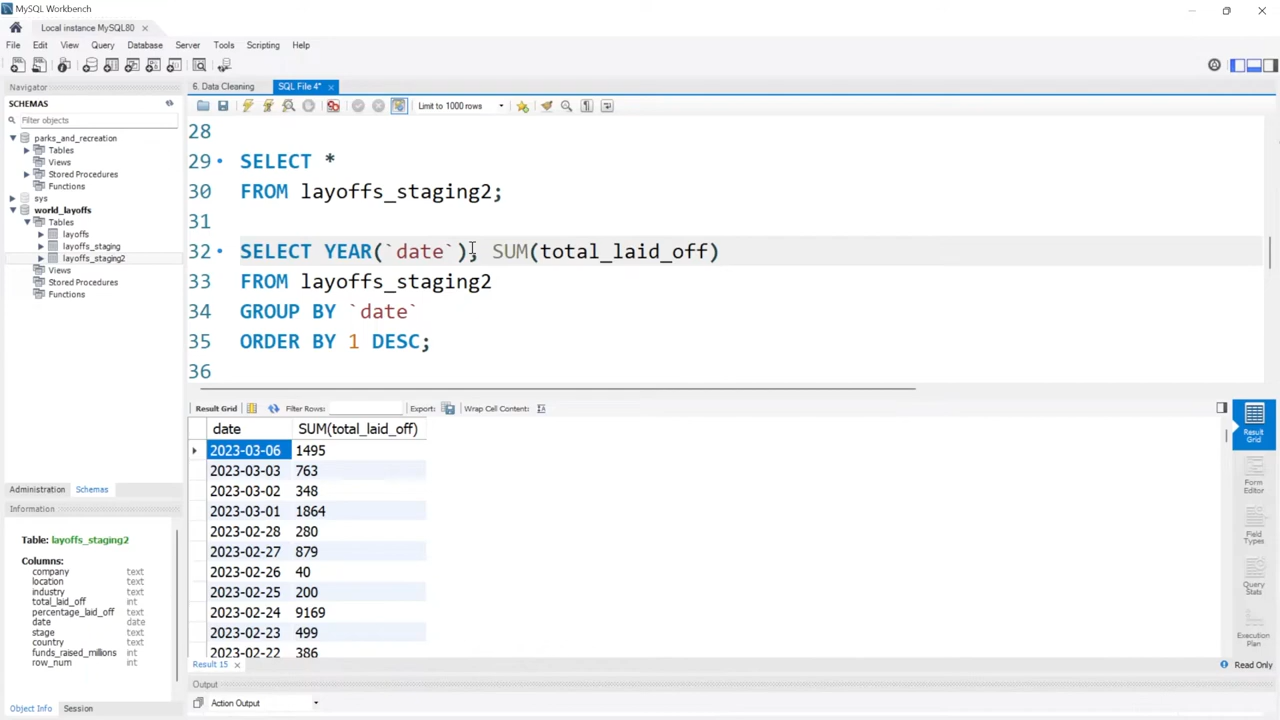 MySQL Workbench
Local instance MySQL80
File Edit View Query Database Server Tools Scripting Help
Navigator
SCHEMAS
Filter objects
parks_and_recreation
Tables
Views
Stored Procedures
Functions
sys
world_layoffs
Tables
layoffs
layoffs_staging
layoffs_staging2
Views
Stored Procedures
Functions
Administration Schemas
Information
Table: layoffs_staging2
Columns:
company text
location text
industry text
total_laid_off int
percentage_laid_off text
date date
stage text
country text
funds_raised_millions int
row_num int
Object Info Session
6. Data Cleaning SQL File 4*
Limit to 1000 rows
28
29 SELECT *
30 FROM layoffs_staging2;
31
32 SELECT YEAR(`date`), SUM(total_laid_off)
33 FROM layoffs_staging2
34 GROUP BY `date`
35 ORDER BY 1 DESC;
36
Result Grid Filter Rows: Export: Wrap Cell Content:
date SUM(total_laid_off)
2023-03-06 1495
2023-03-03 763
2023-03-02 348
2023-03-01 1864
2023-02-28 280
2023-02-27 879
2023-02-26 40
2023-02-25 200
2023-02-24 9169
2023-02-23 499
2023-02-22 386
Result Grid
Form Editor
Field Types
Query Stats
Execution Plan
Result 15
Read Only
Output
Action Output